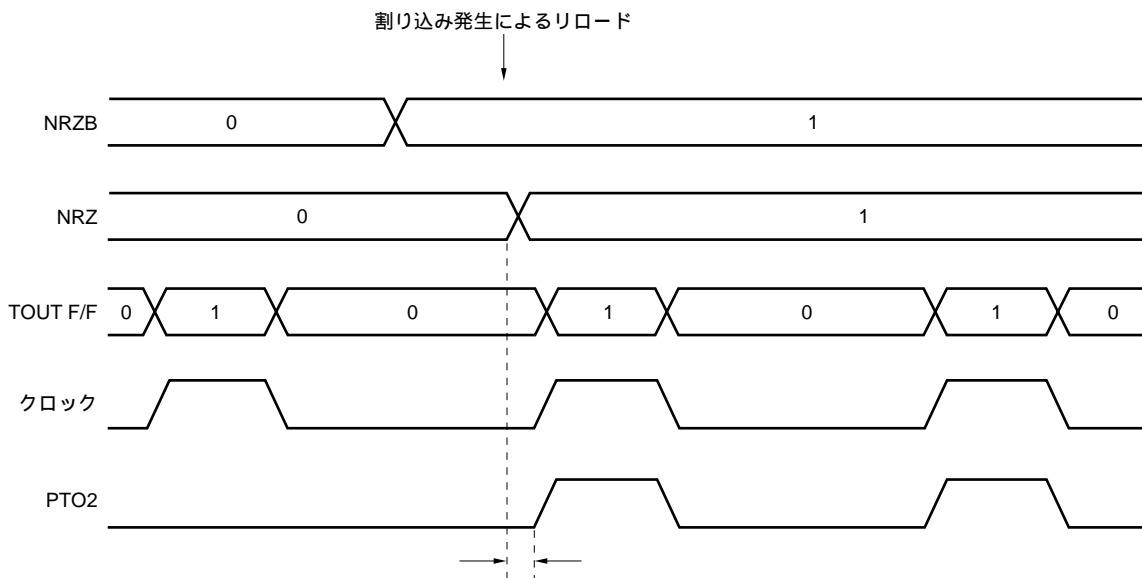 割り込み発生によるリロード
NRZB 0 1
NRZ 0 1
TOUT F/F 0 1 0 1 0 1 0
クロック
PTO2